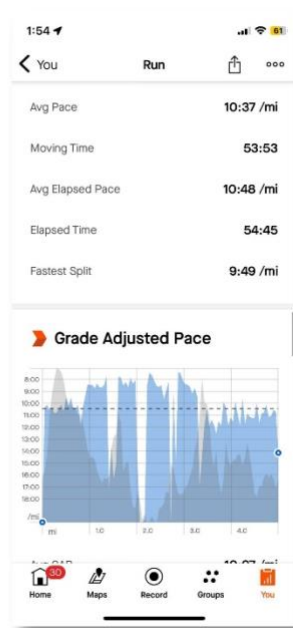 1:54
61
You
Run
Avg Pace 10:37 /mi
Moving Time 53:53
Avg Elapsed Pace 10:48 /mi
Elapsed Time 54:45
Fastest Split 9:49 /mi
Grade Adjusted Pace
8:00
9:00
10:00
11:00
12:00
13:00
14:00
15:00
16:00
17:00
18:00
/mi
mi 1.0 2.0 3.0 4.0
30
Home Maps Record Groups You